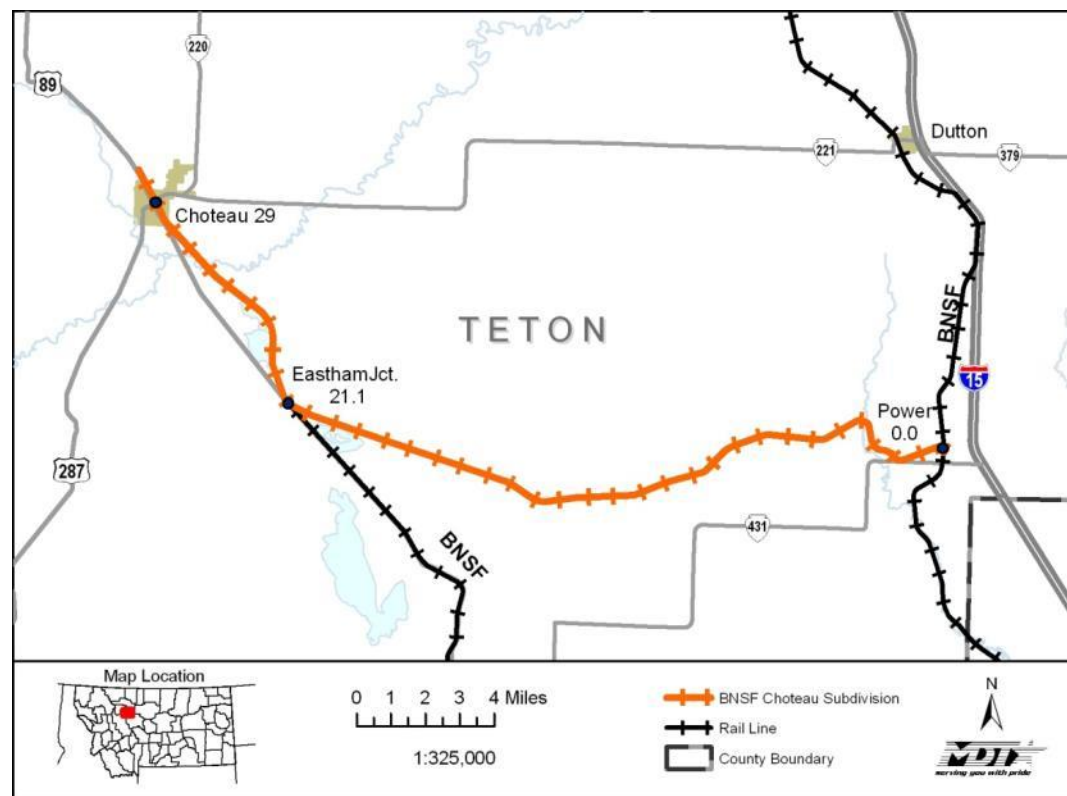 220
89
Dutton
221
379
Choteau 29
TETON
BNSF
EasthamJct.
21.1
15
Power
0.0
287
431
BNSF
Map Location
0 1 2 3 4 Miles
1:325,000
BNSF Choteau Subdivision
Rail Line
County Boundary
N
MDT
serving you with pride